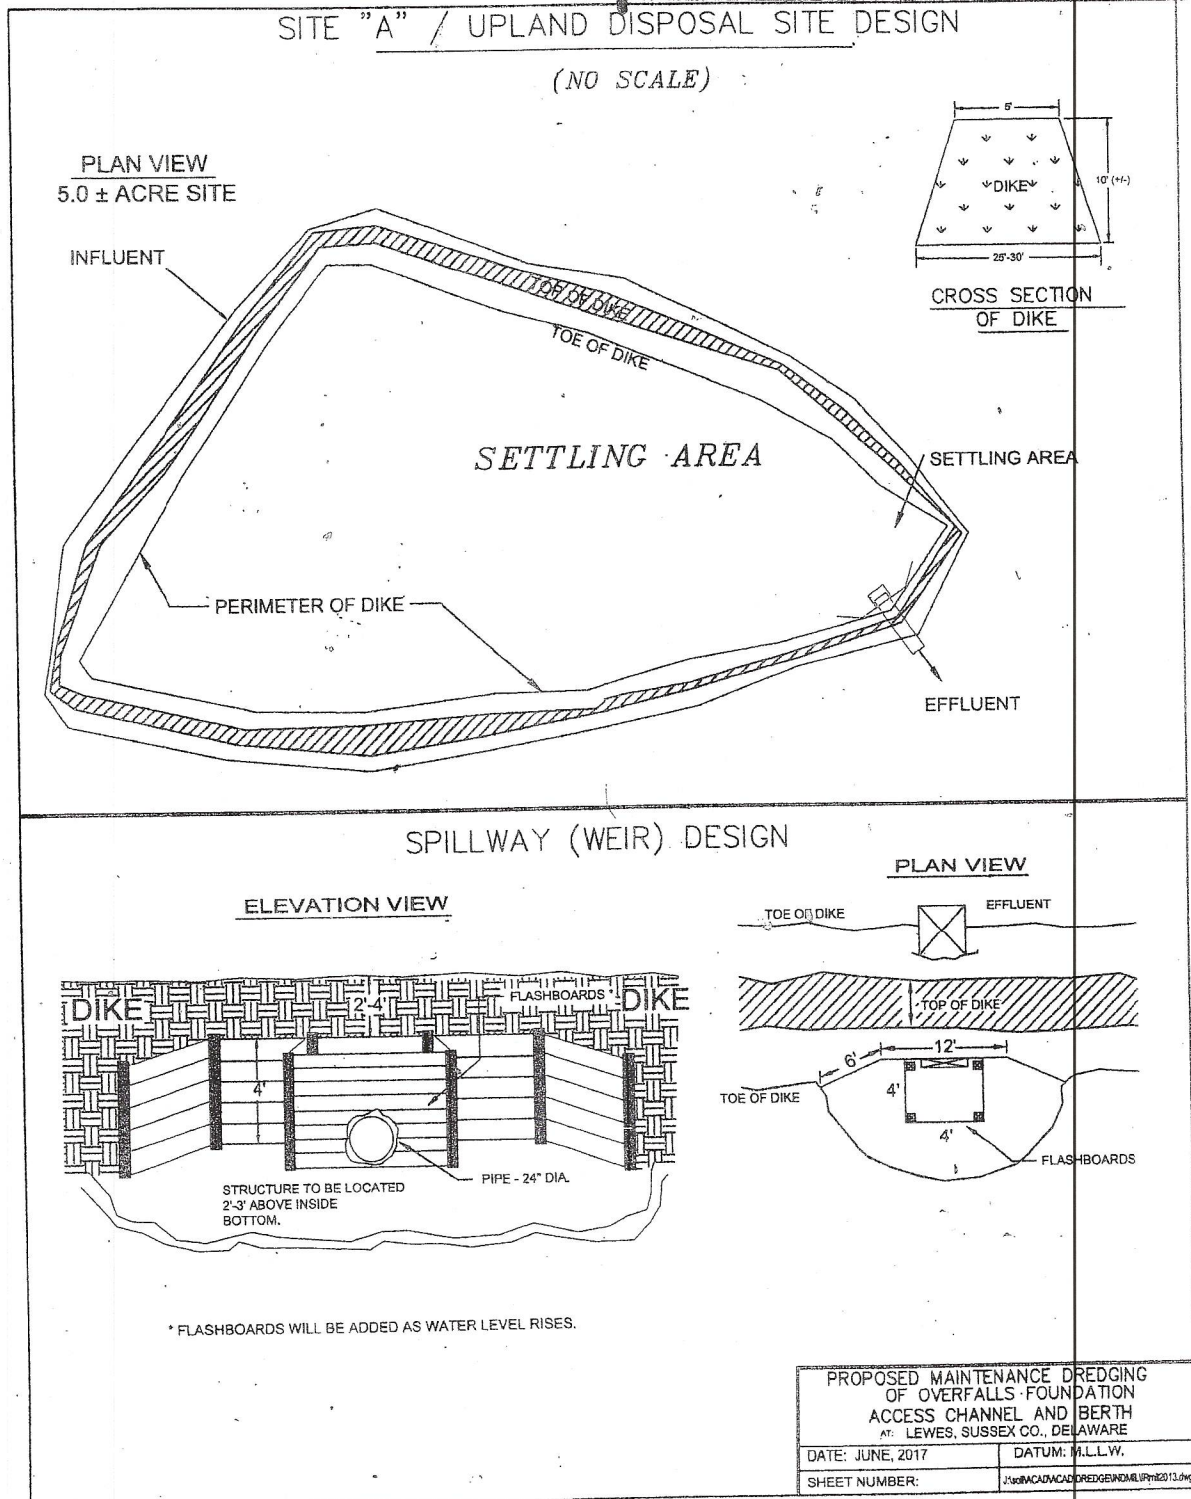 SITE "A" / UPLAND DISPOSAL SITE DESIGN
(NO SCALE)
PLAN VIEW
5.0 ± ACRE SITE
INFLUENT
5'
DIKE
10' (+/-)
25'-30'
CROSS SECTION
OF DIKE
TOE OF DIKE
SETTLING AREA
SETTLING AREA
PERIMETER OF DIKE
EFFLUENT
SPILLWAY (WEIR) DESIGN
ELEVATION VIEW
DIKE
2'-4'
FLASHBOARDS *
DIKE
4'
PIPE - 24" DIA.
STRUCTURE TO BE LOCATED
2'-3' ABOVE INSIDE
BOTTOM.
* FLASHBOARDS WILL BE ADDED AS WATER LEVEL RISES.
PLAN VIEW
TOE OF DIKE
EFFLUENT
TOP OF DIKE
6'
12'
4'
4'
TOE OF DIKE
FLASHBOARDS
PROPOSED MAINTENANCE DREDGING
OF OVERFALLS FOUNDATION
ACCESS CHANNEL AND BERTH
AT: LEWES, SUSSEX CO., DELAWARE
DATE: JUNE, 2017
DATUM: M.L.L.W.
SHEET NUMBER: